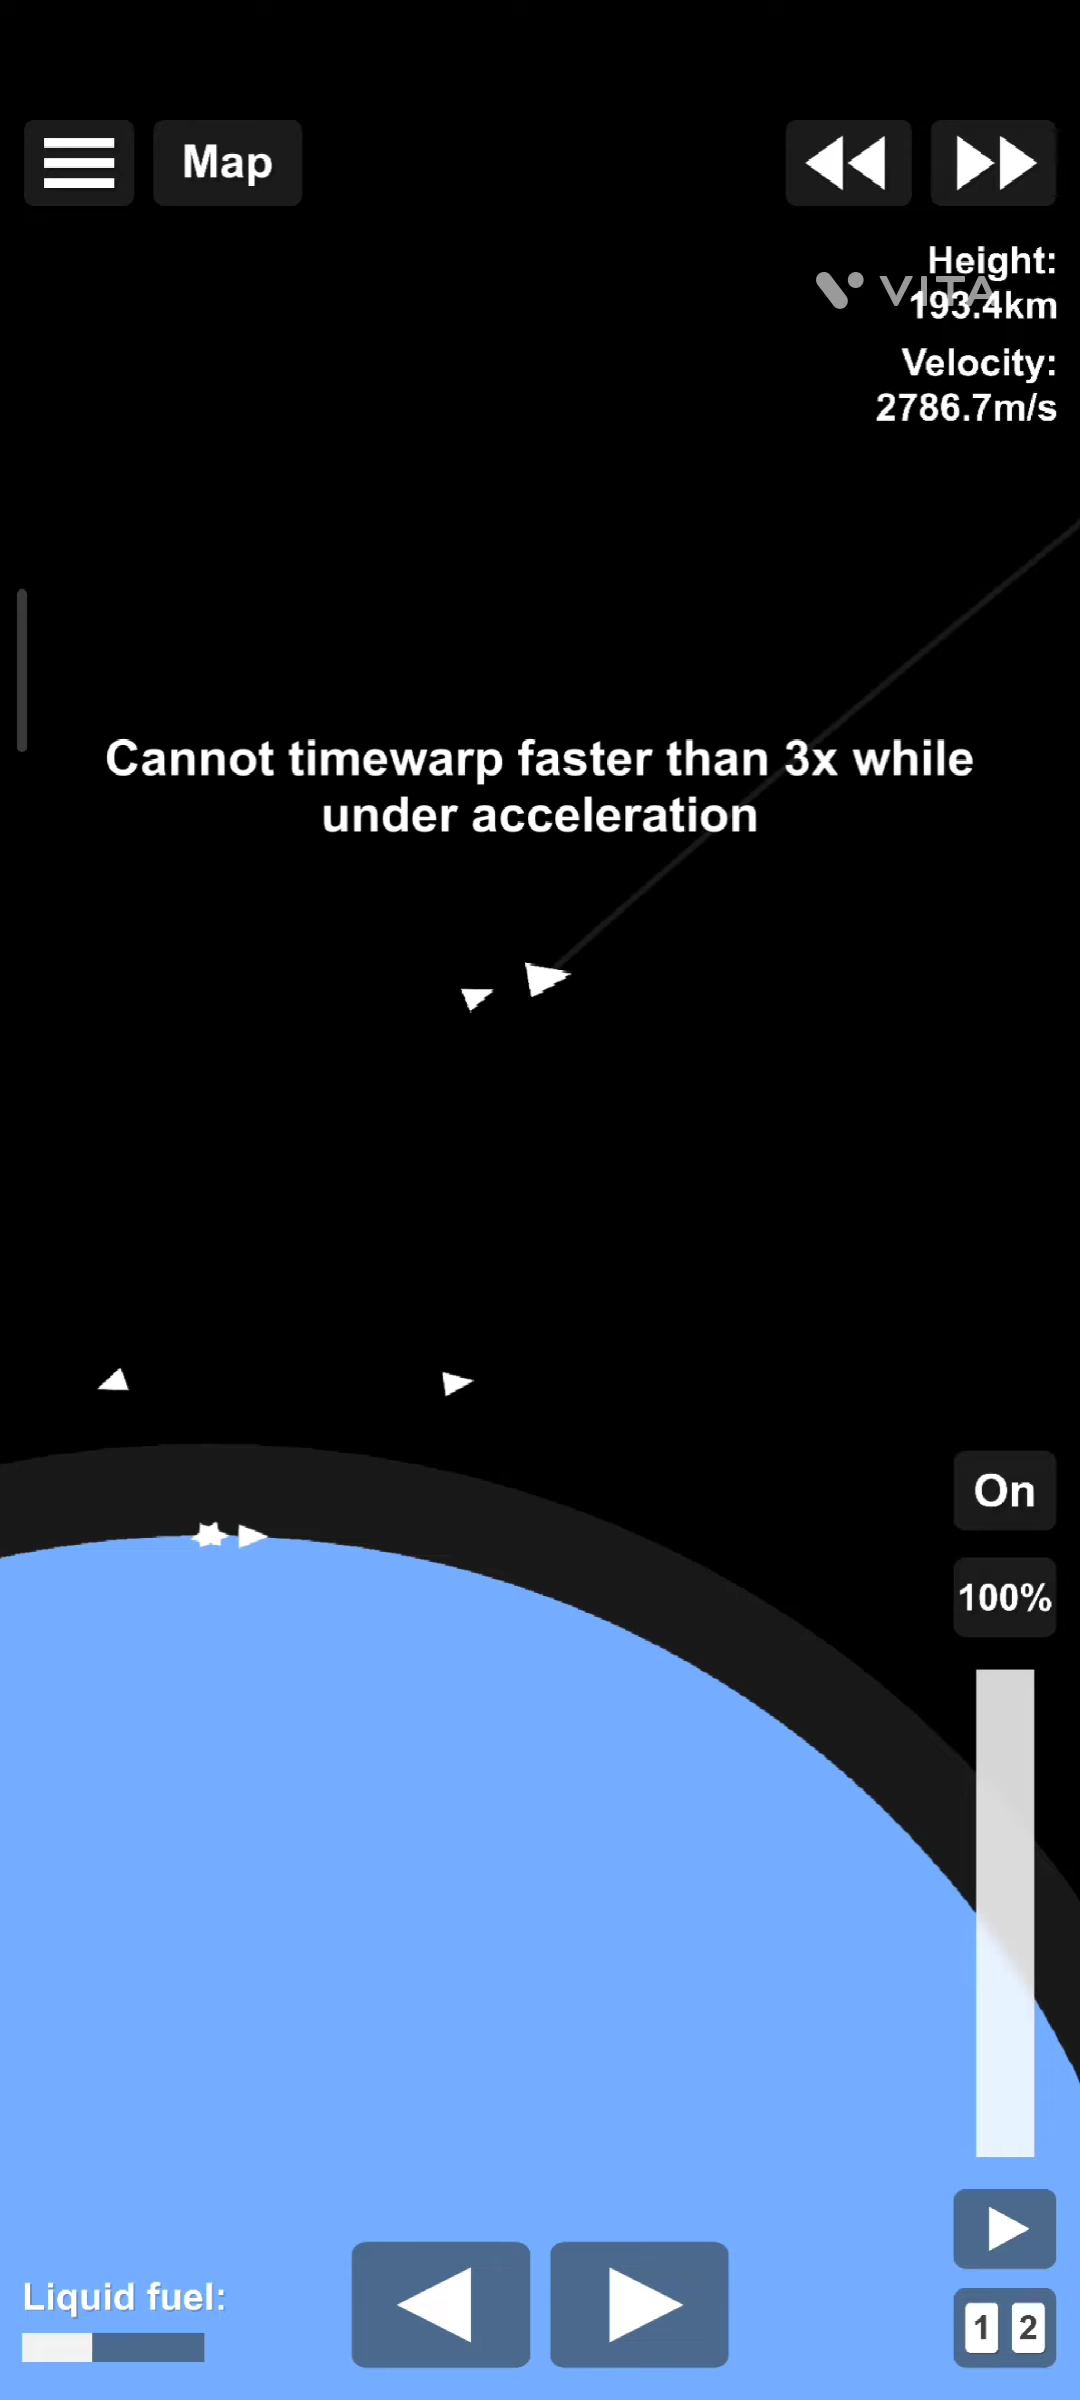 Map
Height:
VITA
193.4km
Velocity:
2786.7m/s
Cannot timewarp faster than 3x while
under acceleration
On
100%
Liquid fuel:
1 2